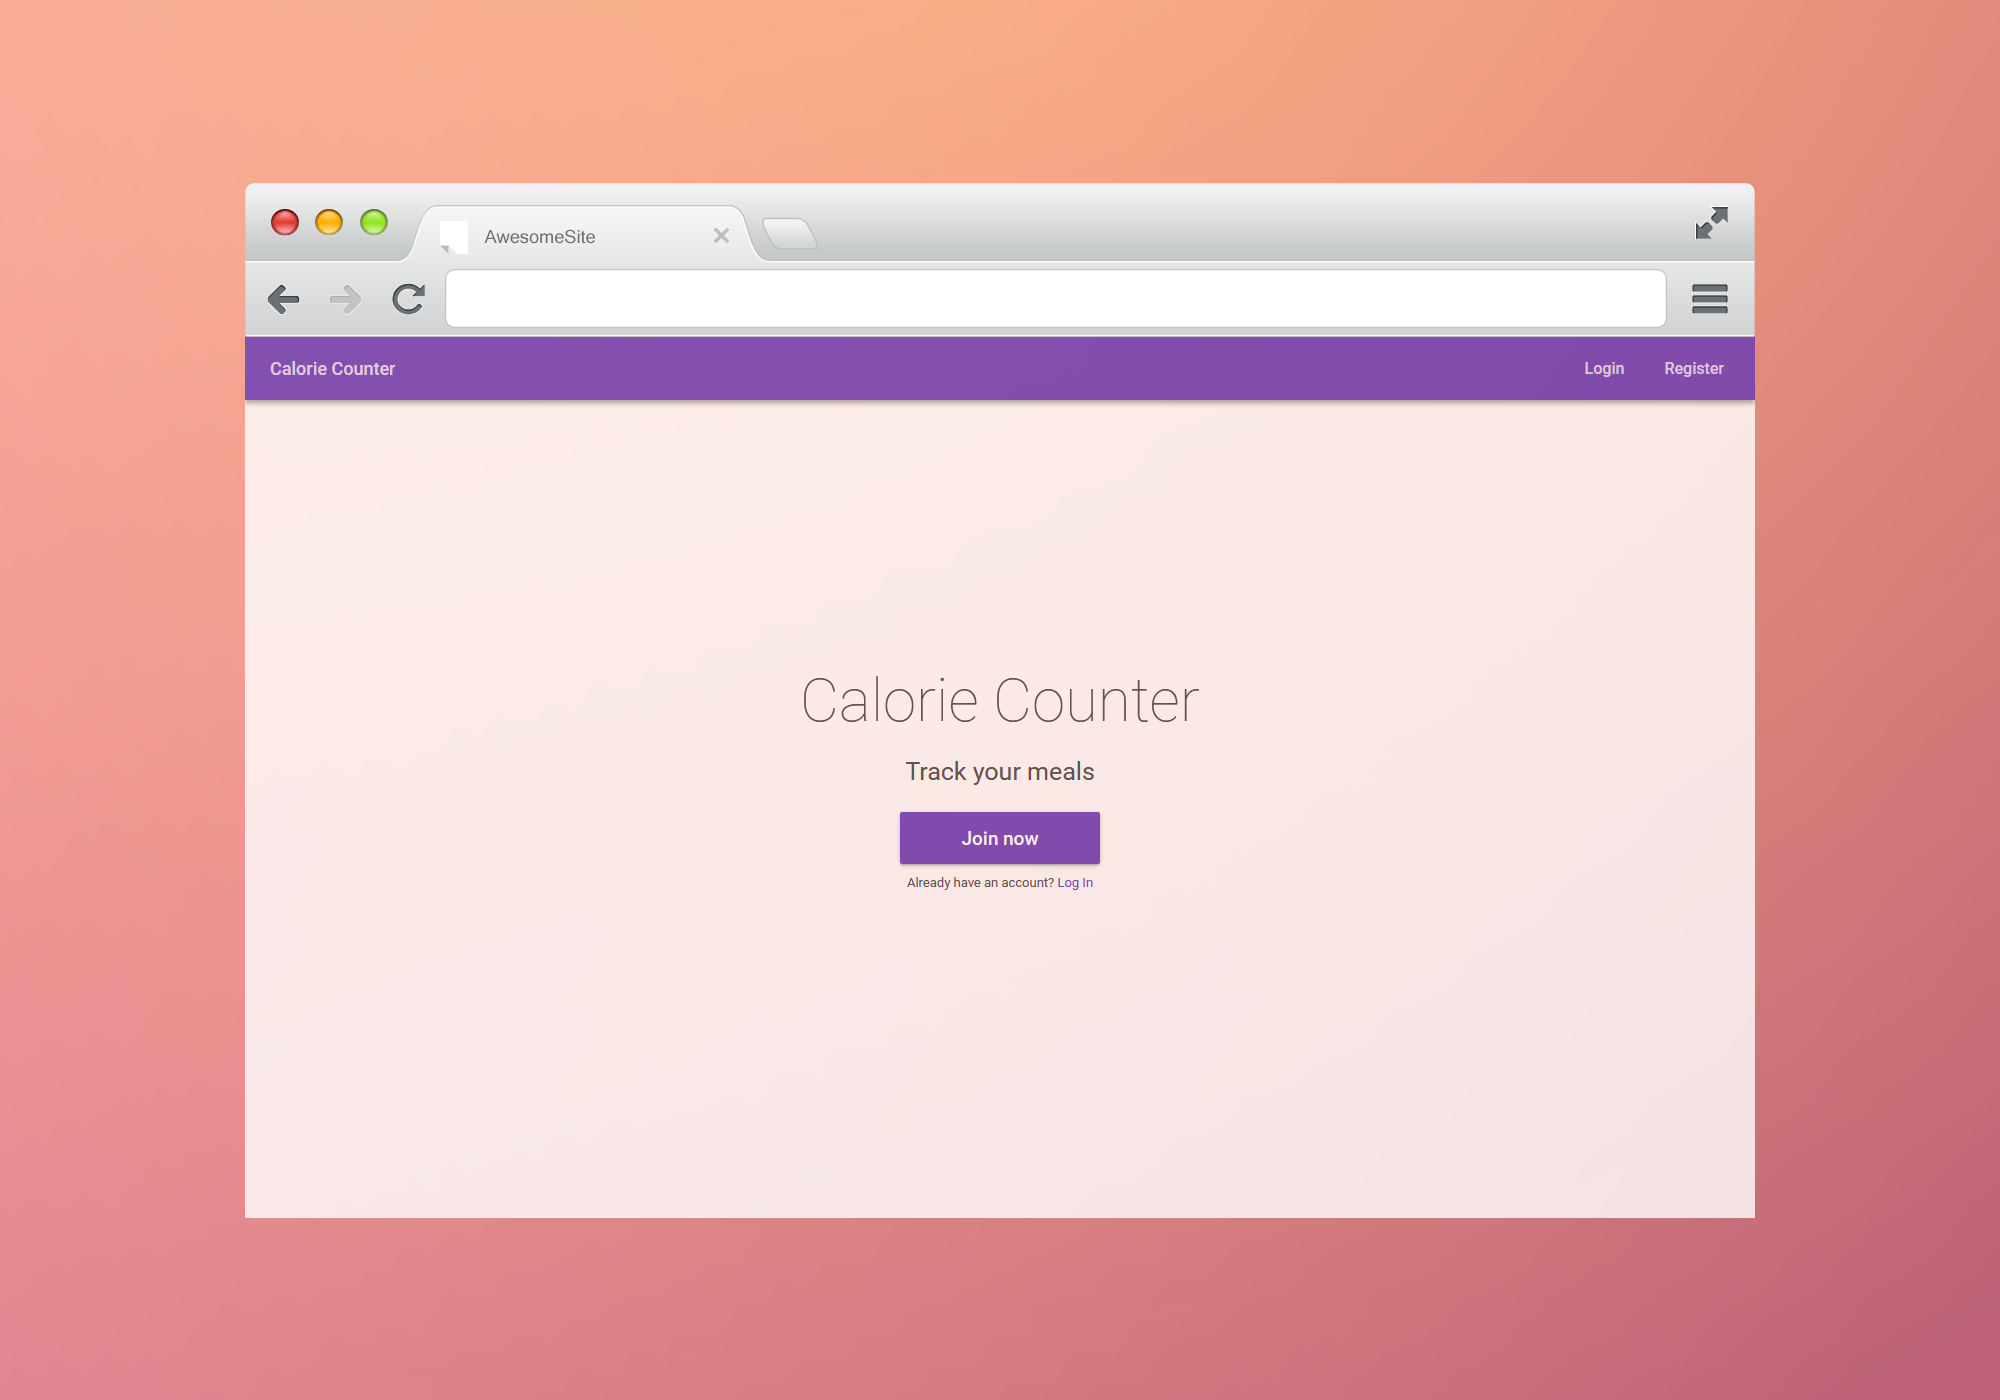 AwesomeSite
Calorie Counter
Login
Register
Calorie Counter
Track your meals
Join now
Already have an account? Log In